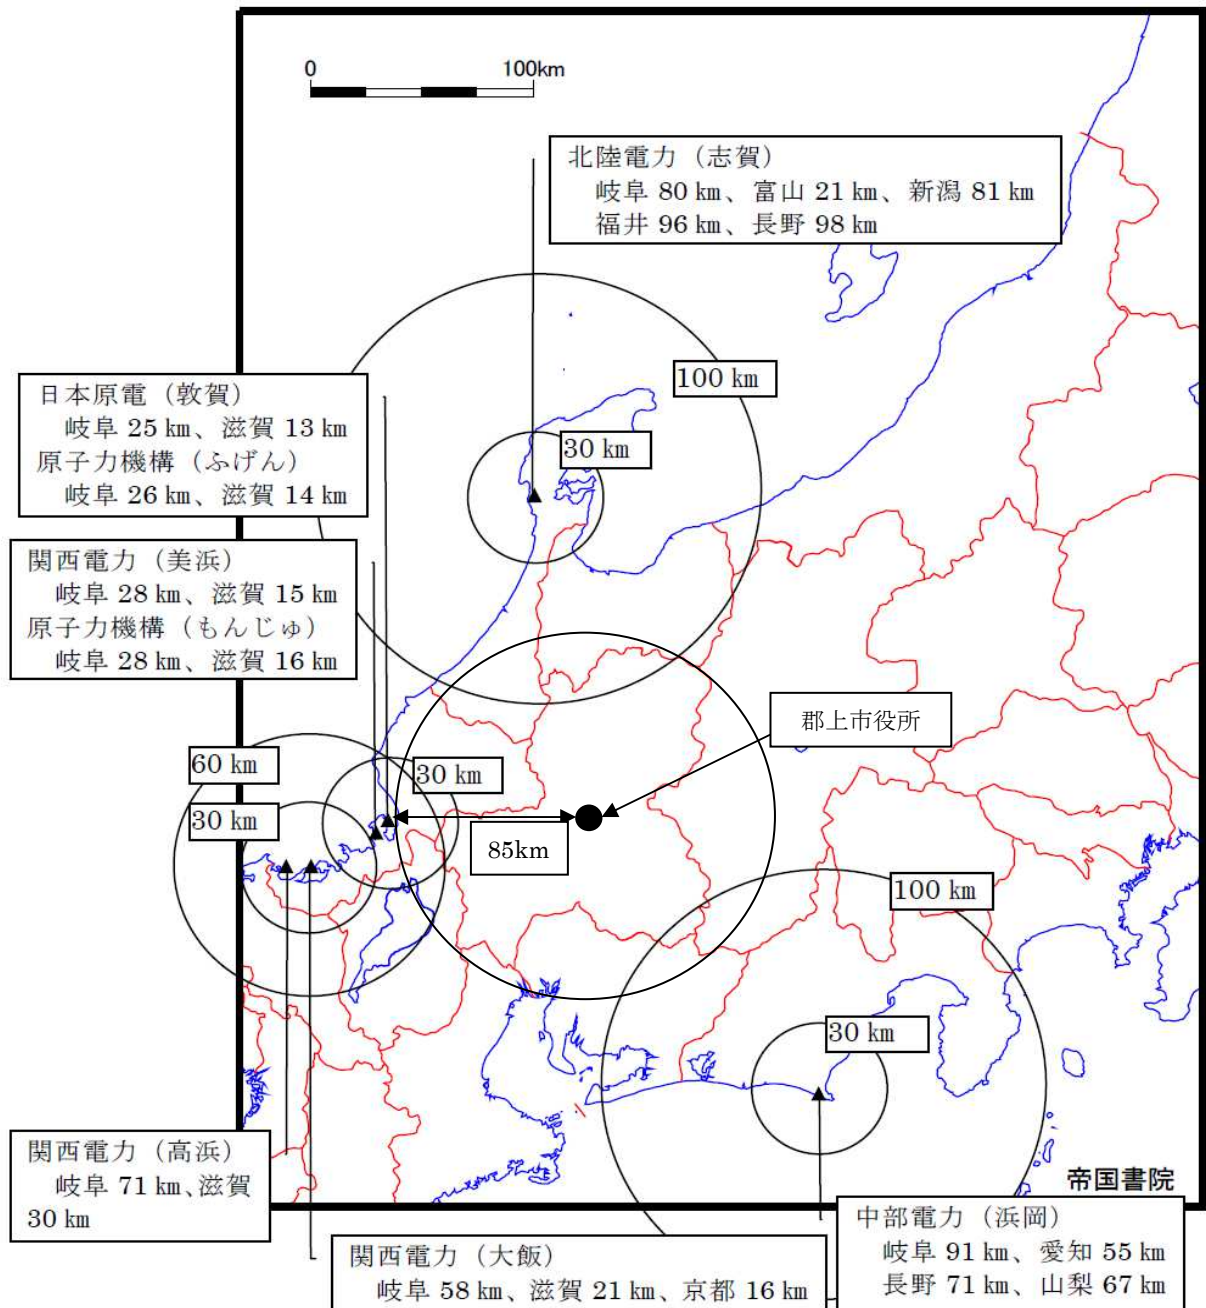 0 100km
北陸電力（志賀）
岐阜 80 ㎞、富山 21 ㎞、新潟 81 ㎞
福井 96 ㎞、長野 98 ㎞
100 ㎞
日本原電（敦賀）
岐阜 25 ㎞、滋賀 13 ㎞
原子力機構（ふげん）
岐阜 26 ㎞、滋賀 14 ㎞
30 ㎞
関西電力（美浜）
岐阜 28 ㎞、滋賀 15 ㎞
原子力機構（もんじゅ）
岐阜 28 ㎞、滋賀 16 ㎞
郡上市役所
60 ㎞
30 ㎞
30 ㎞
85km
100 ㎞
30 ㎞
関西電力（高浜）
岐阜 71 ㎞、滋賀
30 ㎞
帝国書院
中部電力（浜岡）
岐阜 91 ㎞、愛知 55 ㎞
長野 71 ㎞、山梨 67 ㎞
関西電力（大飯）
岐阜 58 ㎞、滋賀 21 ㎞、京都 16 ㎞